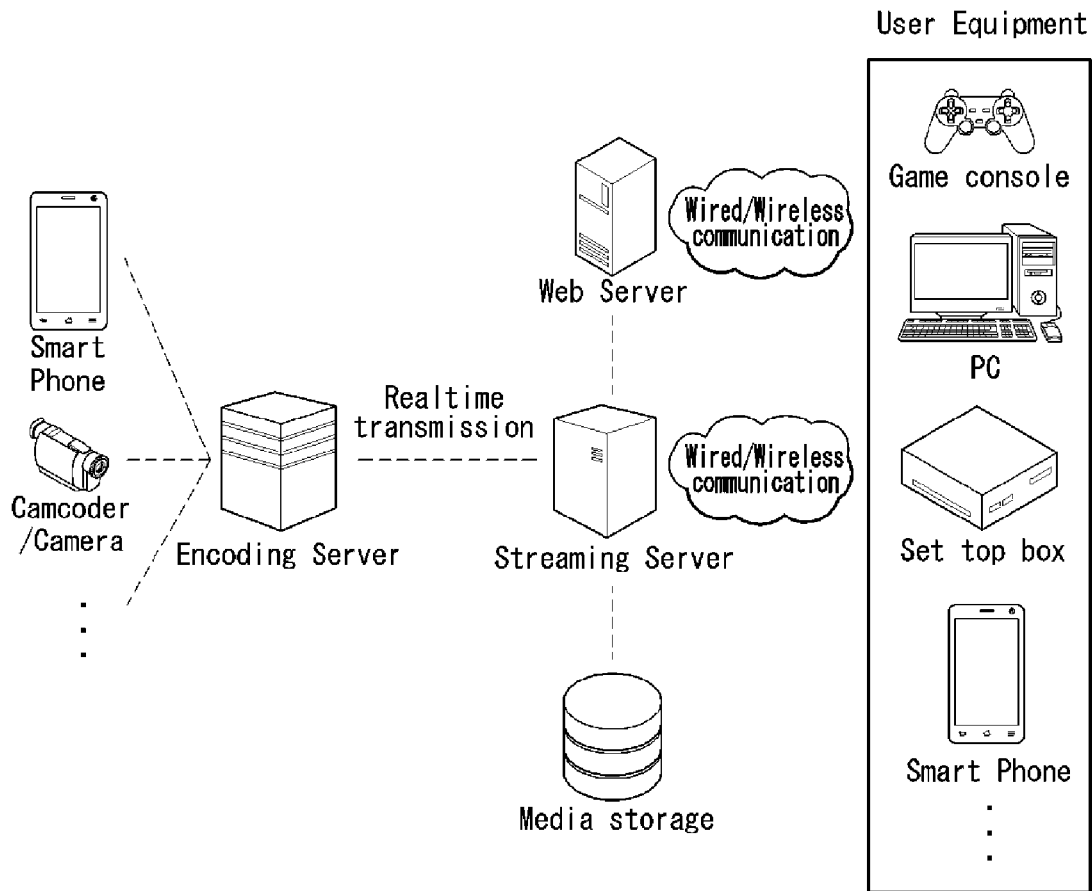 User Equipment
Game console
PC
Set top box
Smart Phone
Web Server
Wired/Wireless
communication
Smart
Phone
Camcoder
/Camera
Encoding Server
Realtime
transmission
Streaming Server
Wired/Wireless
communication
Media storage